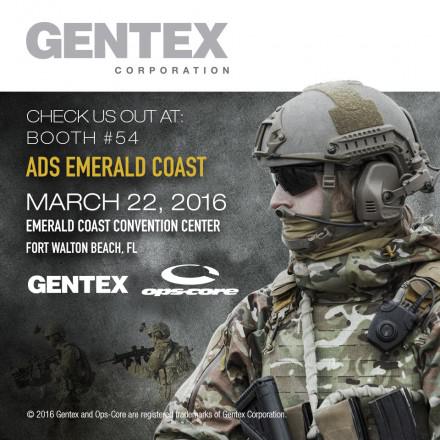 GENTEX
CORPORATION
CHECK US OUT AT:
BOOTH #54
ADS EMERALD COAST
MARCH 22, 2016
EMERALD COAST CONVENTION CENTER
FORT WALTON BEACH, FL
GENTEX
ops-core
© 2016 Gentex and Ops-Core are registered trademarks of Gentex Corporation.